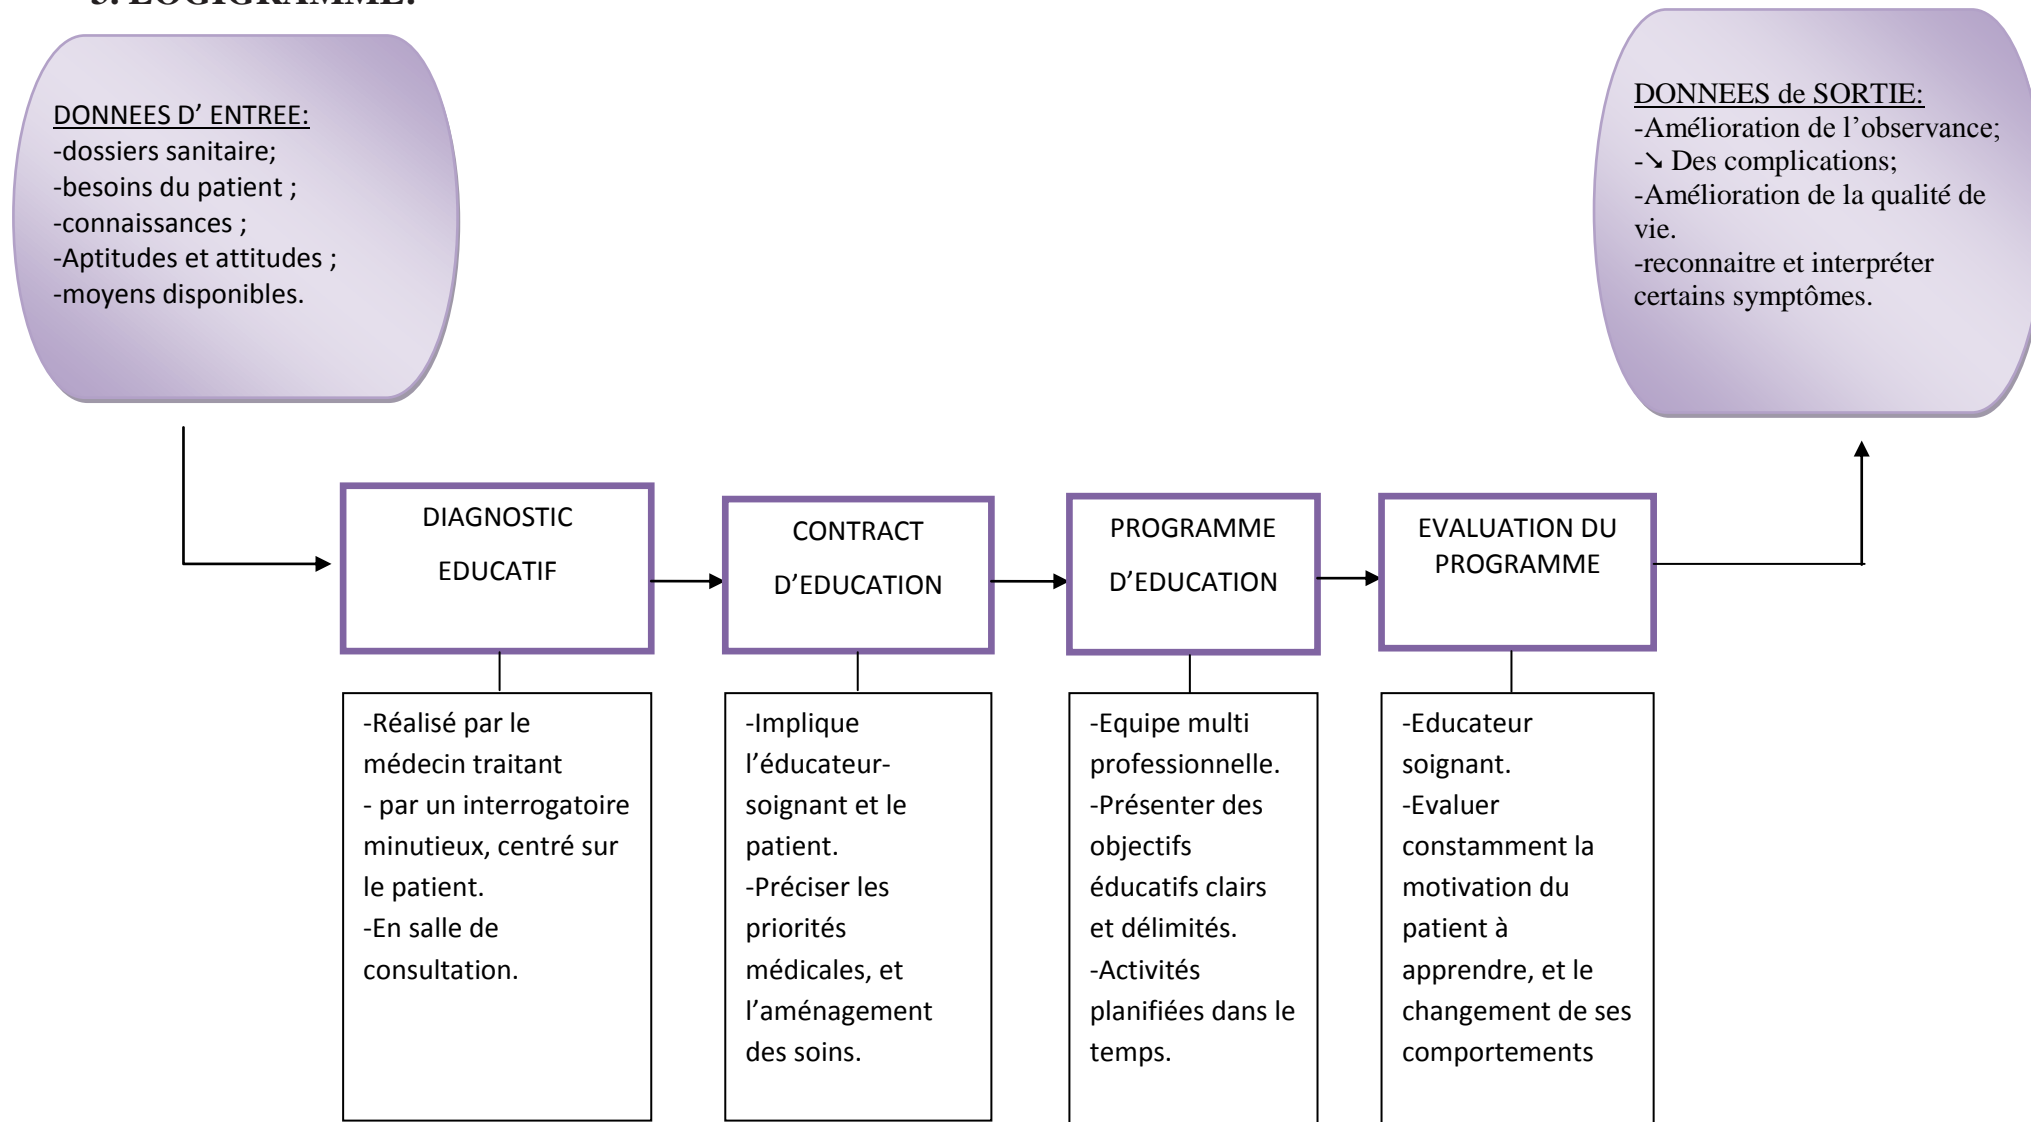 LOGIGRAMME:
DONNEES D’ ENTREE:
-dossiers sanitaire;
-besoins du patient ;
-connaissances ;
-Aptitudes et attitudes ;
-moyens disponibles.
DONNEES de SORTIE:
-Amélioration de l’observance;
-↘ Des complications;
-Amélioration de la qualité de
vie.
-reconnaitre et interpréter
certains symptômes.
DIAGNOSTIC
EDUCATIF
CONTRACT
D’EDUCATION
PROGRAMME
D’EDUCATION
EVALUATION DU
PROGRAMME
-Réalisé par le
médecin traitant
- par un interrogatoire
minutieux, centré sur
le patient.
-En salle de
consultation.
-Implique
l’éducateur-
soignant et le
patient.
-Préciser les
priorités
médicales, et
l’aménagement
des soins.
-Equipe multi
professionnelle.
-Présenter des
objectifs
éducatifs clairs
et délimités.
-Activités
planifiées dans le
temps.
-Educateur
soignant.
-Evaluer
constamment la
motivation du
patient à
apprendre, et le
changement de ses
comportements